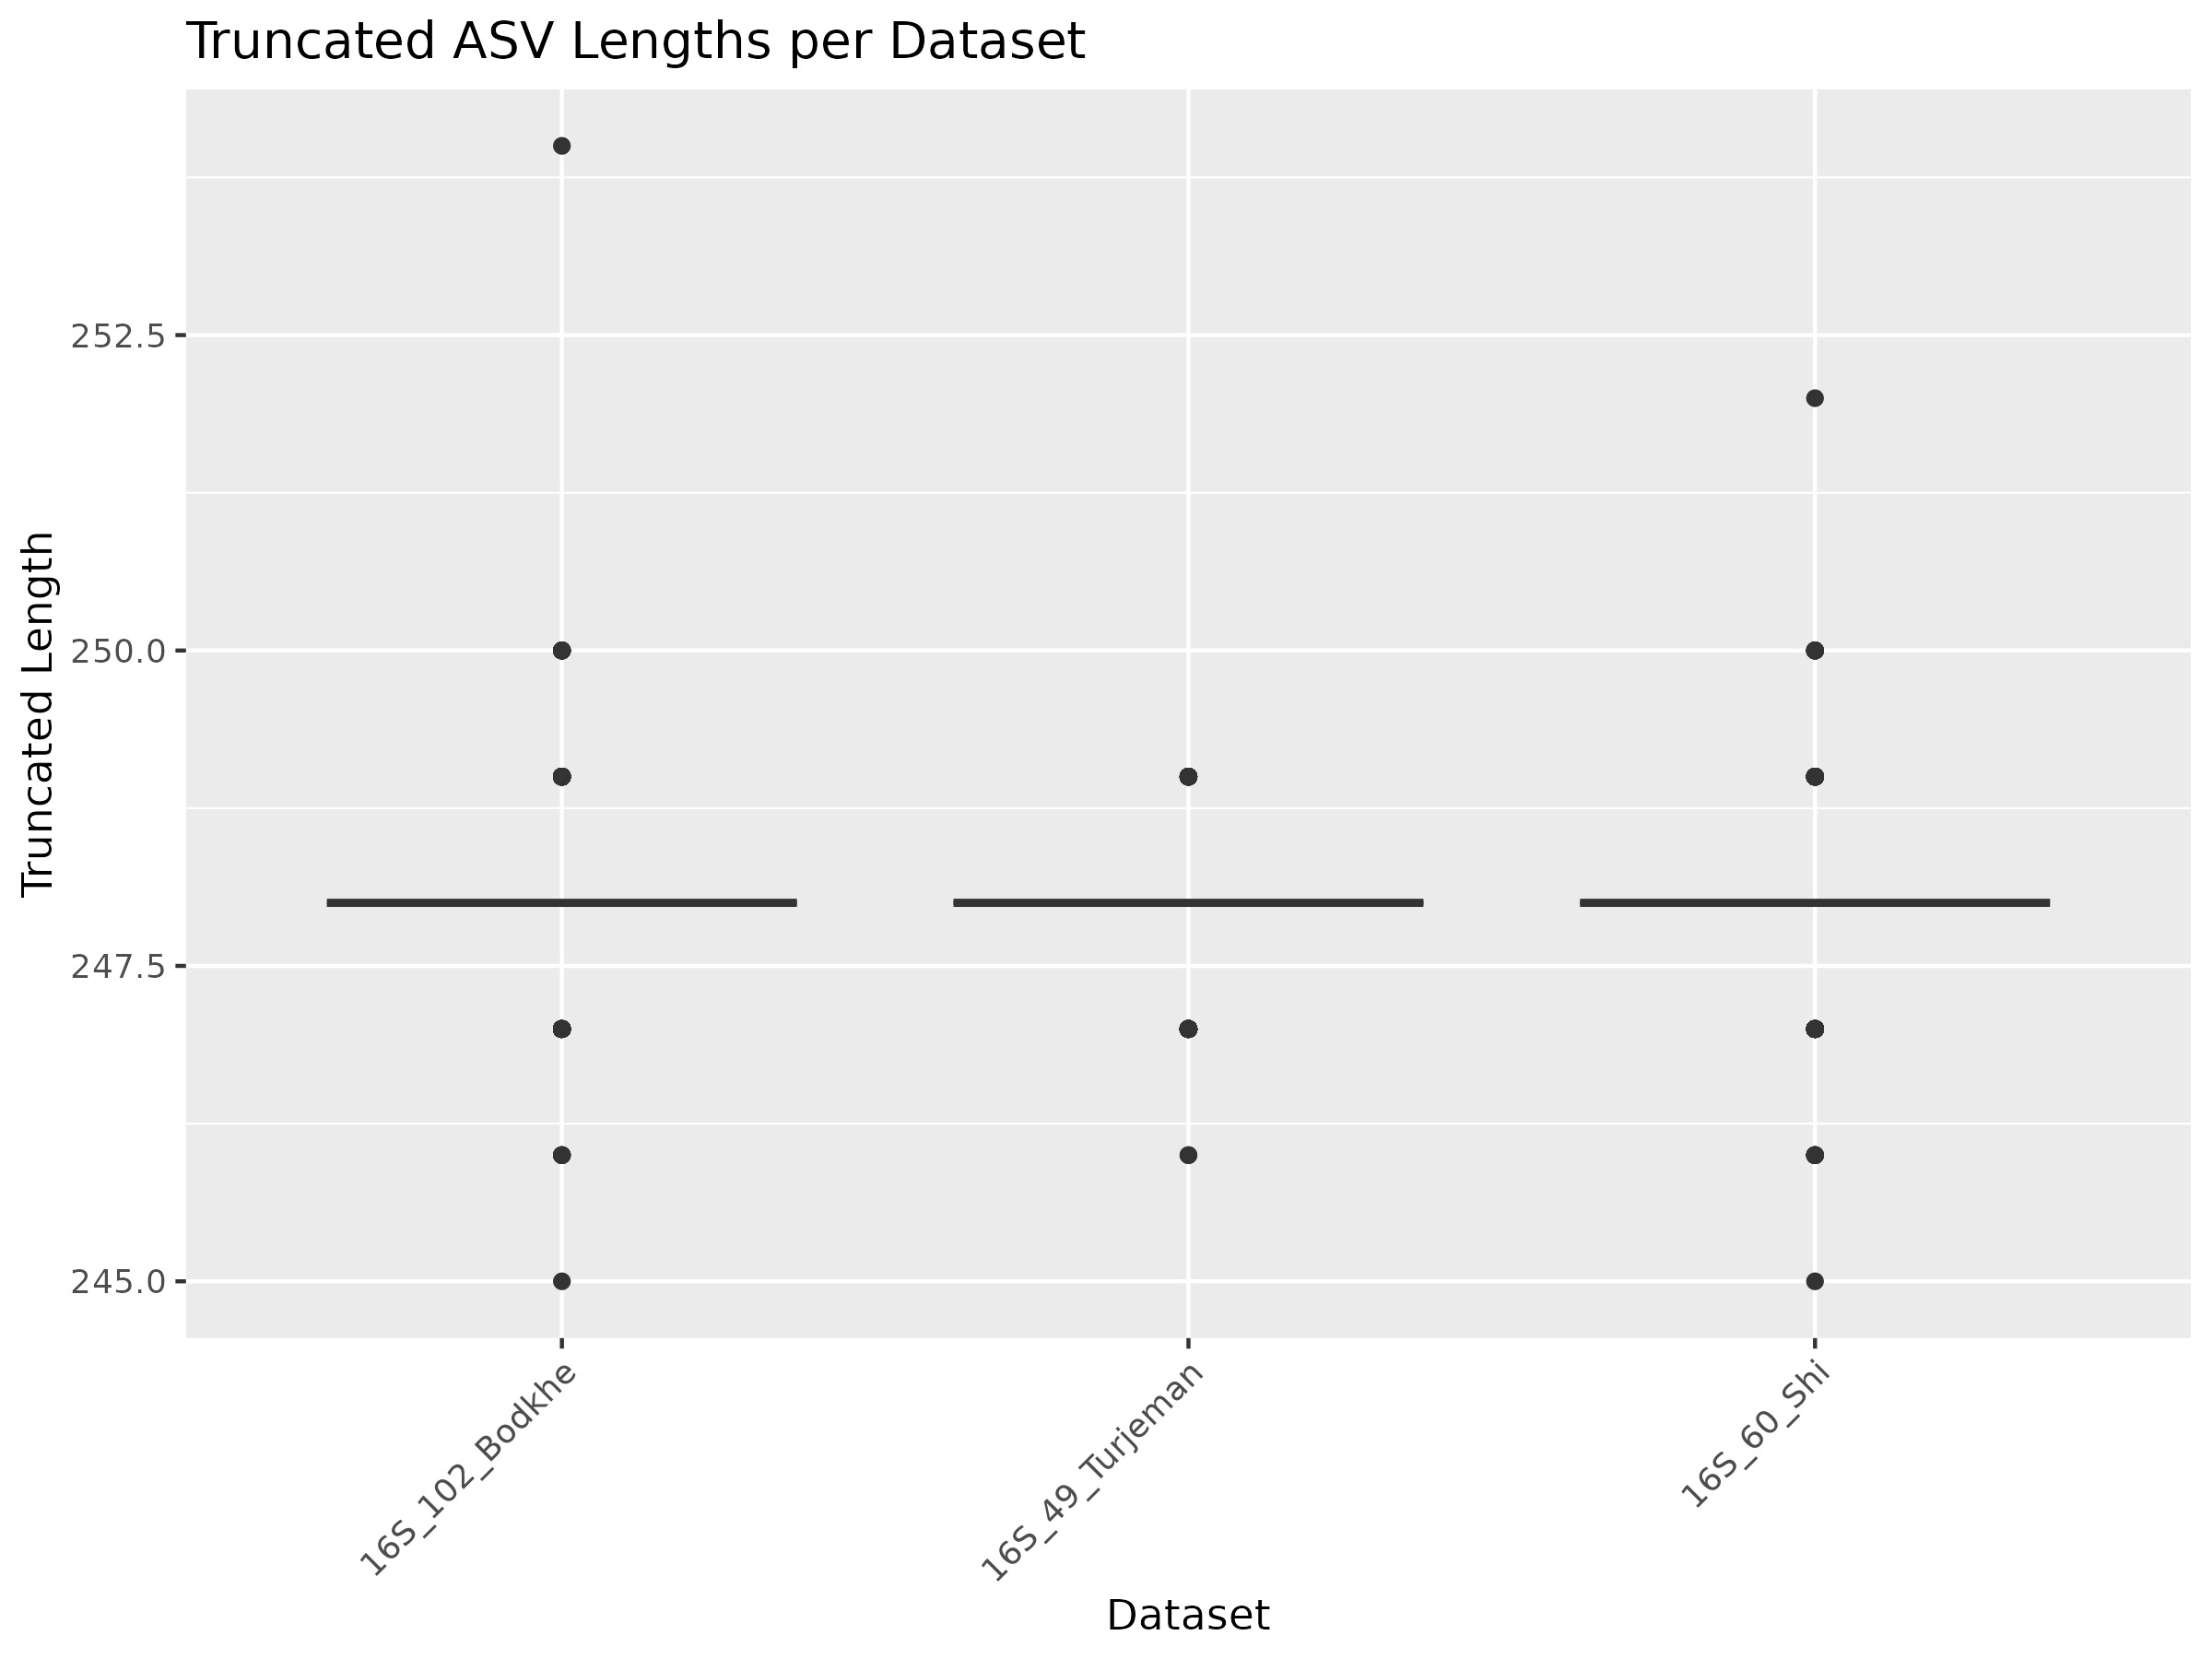 Truncated ASV Lengths per Dataset
Truncated Length
252.5
250.0
247.5
245.0
16S_102_Bodkhe
16S_49_Turjeman
16S_60_Shi
Dataset